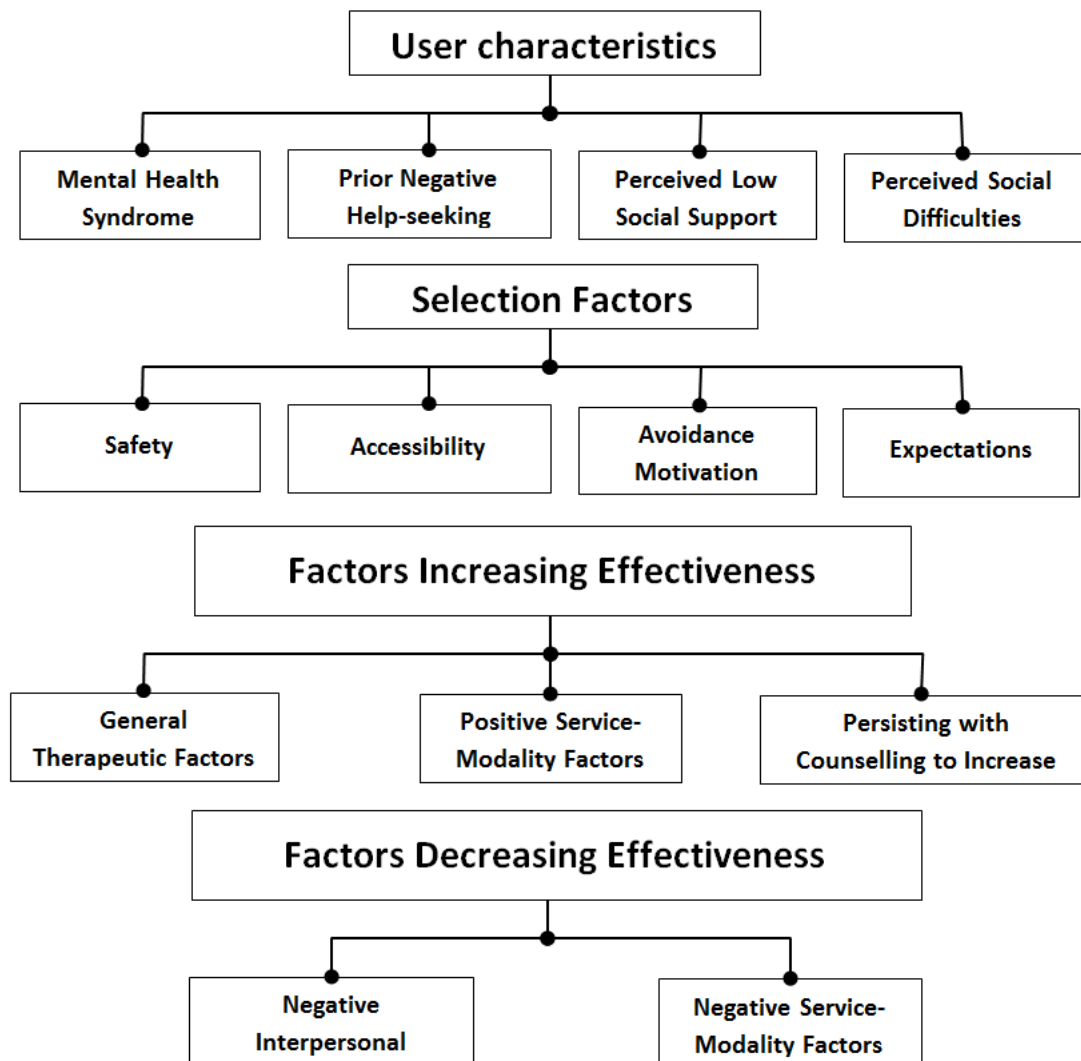 User characteristics
Mental Health
Syndrome
Prior Negative
Help-seeking
Perceived Low
Social Support
Perceived Social
Difficulties
Selection Factors
Safety
Accessibility
Avoidance
Motivation
Expectations
Factors Increasing Effectiveness
General
Therapeutic Factors
Positive Service-
Modality Factors
Persisting with
Counselling to Increase
Factors Decreasing Effectiveness
Negative
Interpersonal
Negative Service-
Modality Factors